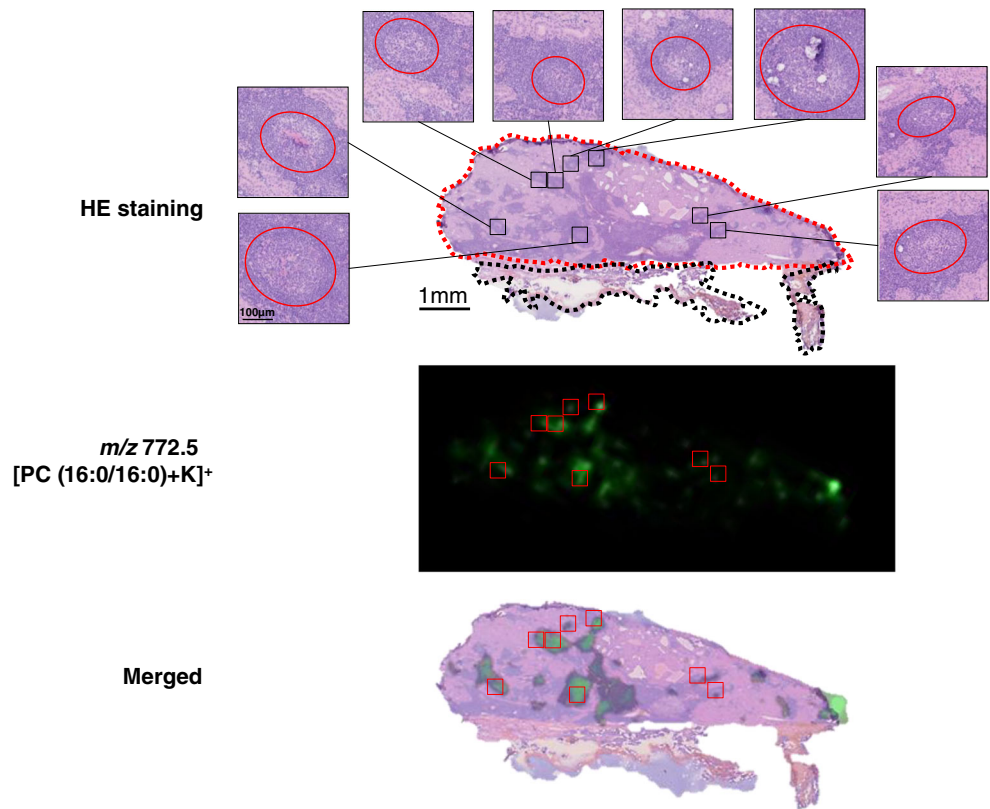 HE staining
100μm
1mm
m/z 772.5
[PC (16:0/16:0)+K]⁺
Merged